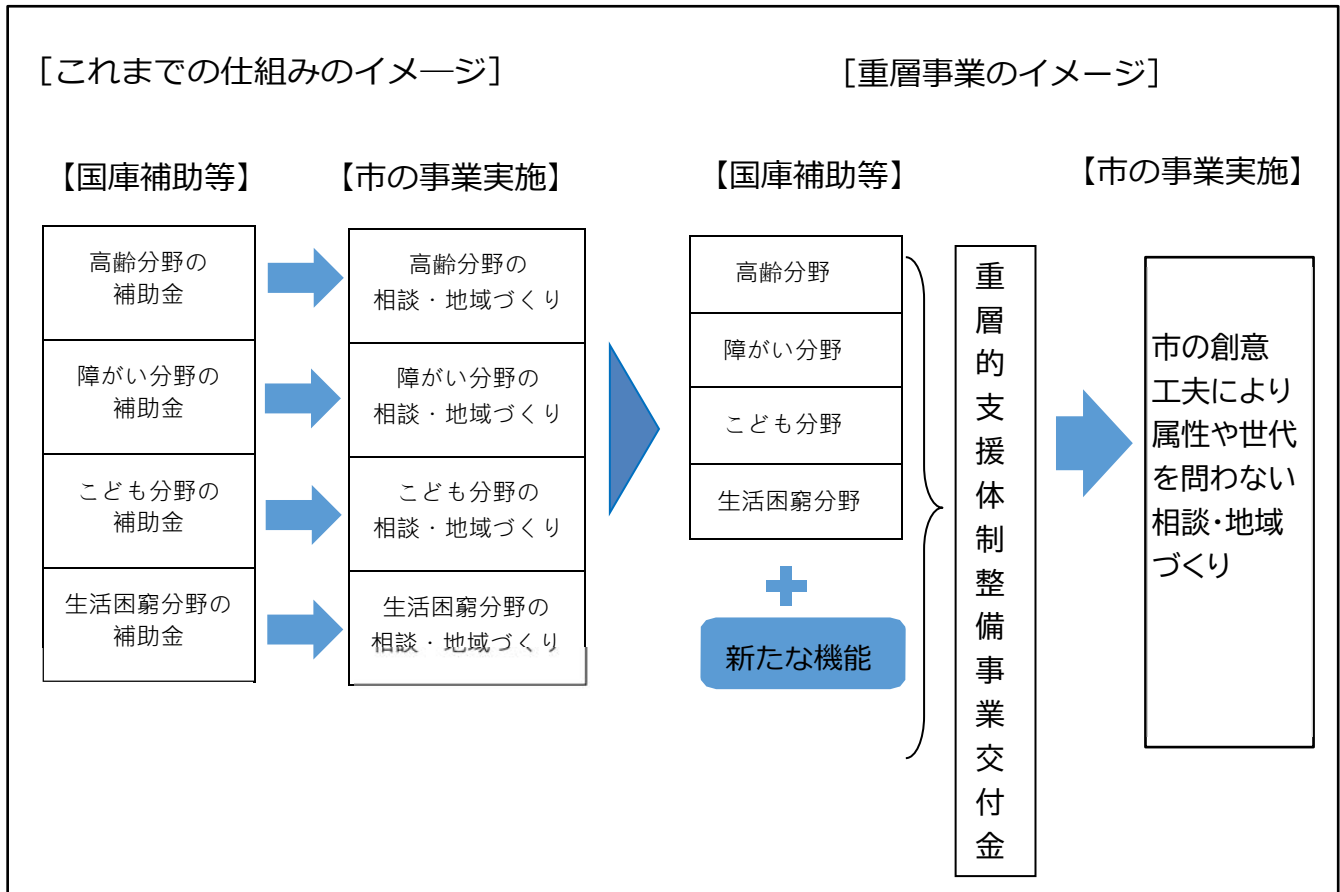 [これまでの仕組みのイメージ]
【国庫補助等】
【市の事業実施】
高齢分野の
補助金
高齢分野の
相談・地域づくり
障がい分野の
補助金
障がい分野の
相談・地域づくり
こども分野の
補助金
こども分野の
相談・地域づくり
生活困窮分野の
補助金
生活困窮分野の
相談・地域づくり
[重層事業のイメージ]
【国庫補助等】
【市の事業実施】
高齢分野
障がい分野
こども分野
生活困窮分野
新たな機能
重層的支援体制整備事業交付金
市の創意
工夫により
属性や世代
を問わない
相談・地域
づくり